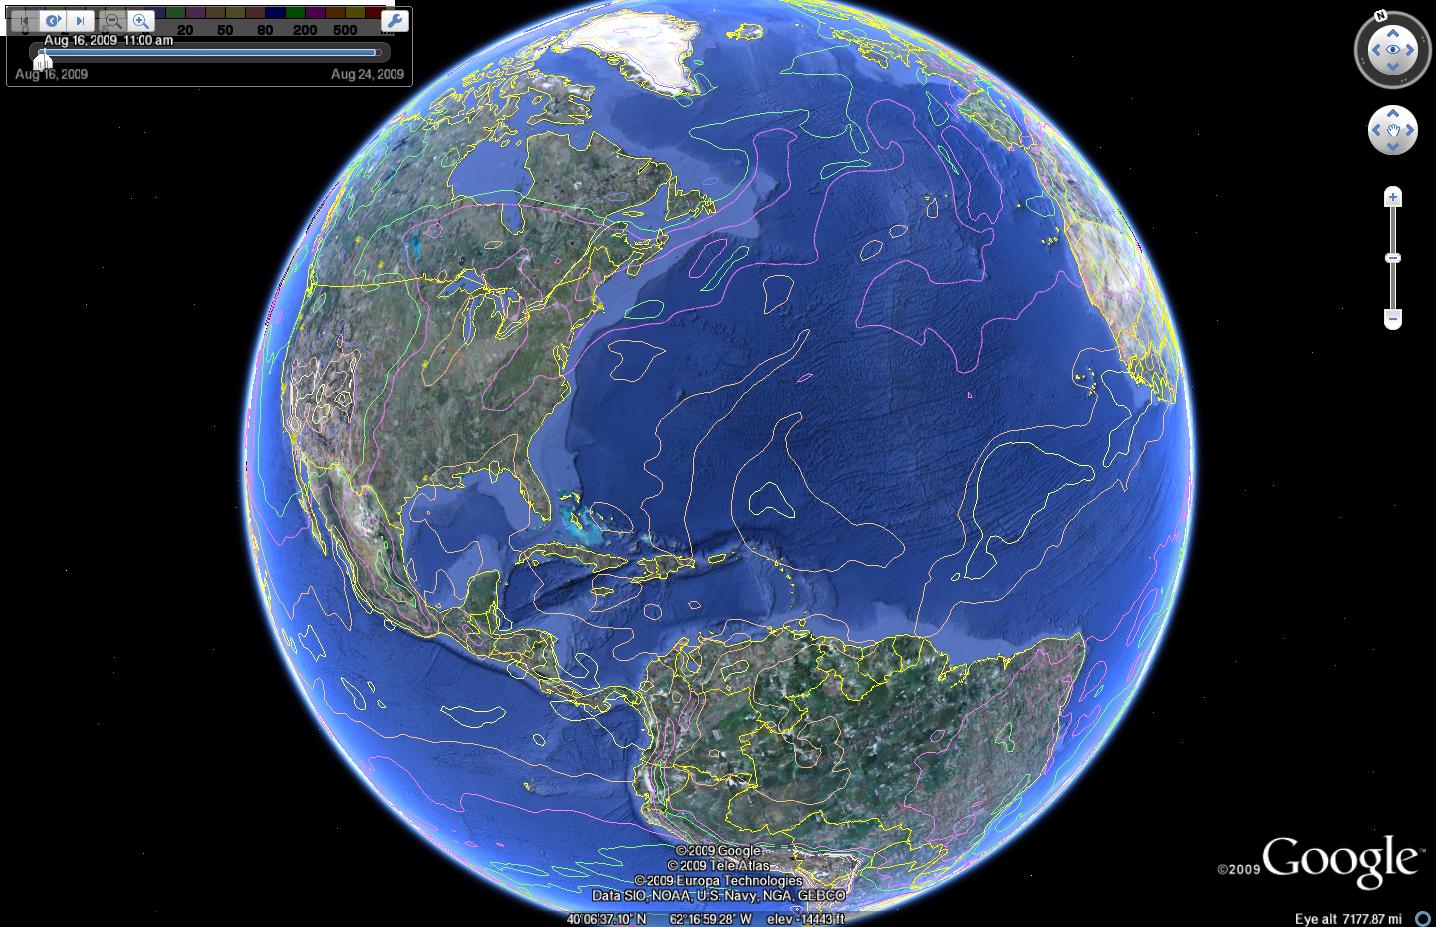 20 50 80 200 500
Aug 16, 2009 11:00 am
Aug 16, 2009 Aug 24, 2009
N
©2009 Google
© 2009 Tele Atlas
© 2009 Europa Technologies
Data SIO, NOAA, U.S. Navy, NGA, GEBCO
©2009 Google™
40°06'37.10" N 62°16'59.28" W elev -14443 ft
Eye alt 7177.87 mi